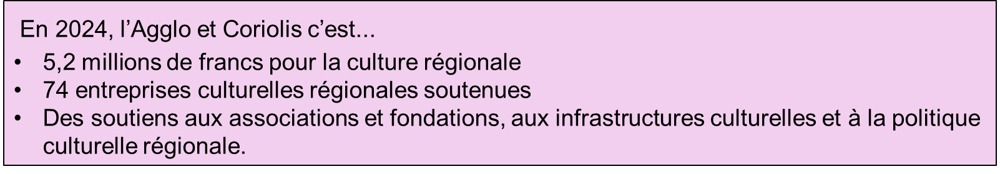 En 2024, l’Agglo et Coriolis c’est...
• 5,2 millions de francs pour la culture régionale
• 74 entreprises culturelles régionales soutenues
• Des soutiens aux associations et fondations, aux infrastructures culturelles et à la politique
culturelle régionale.